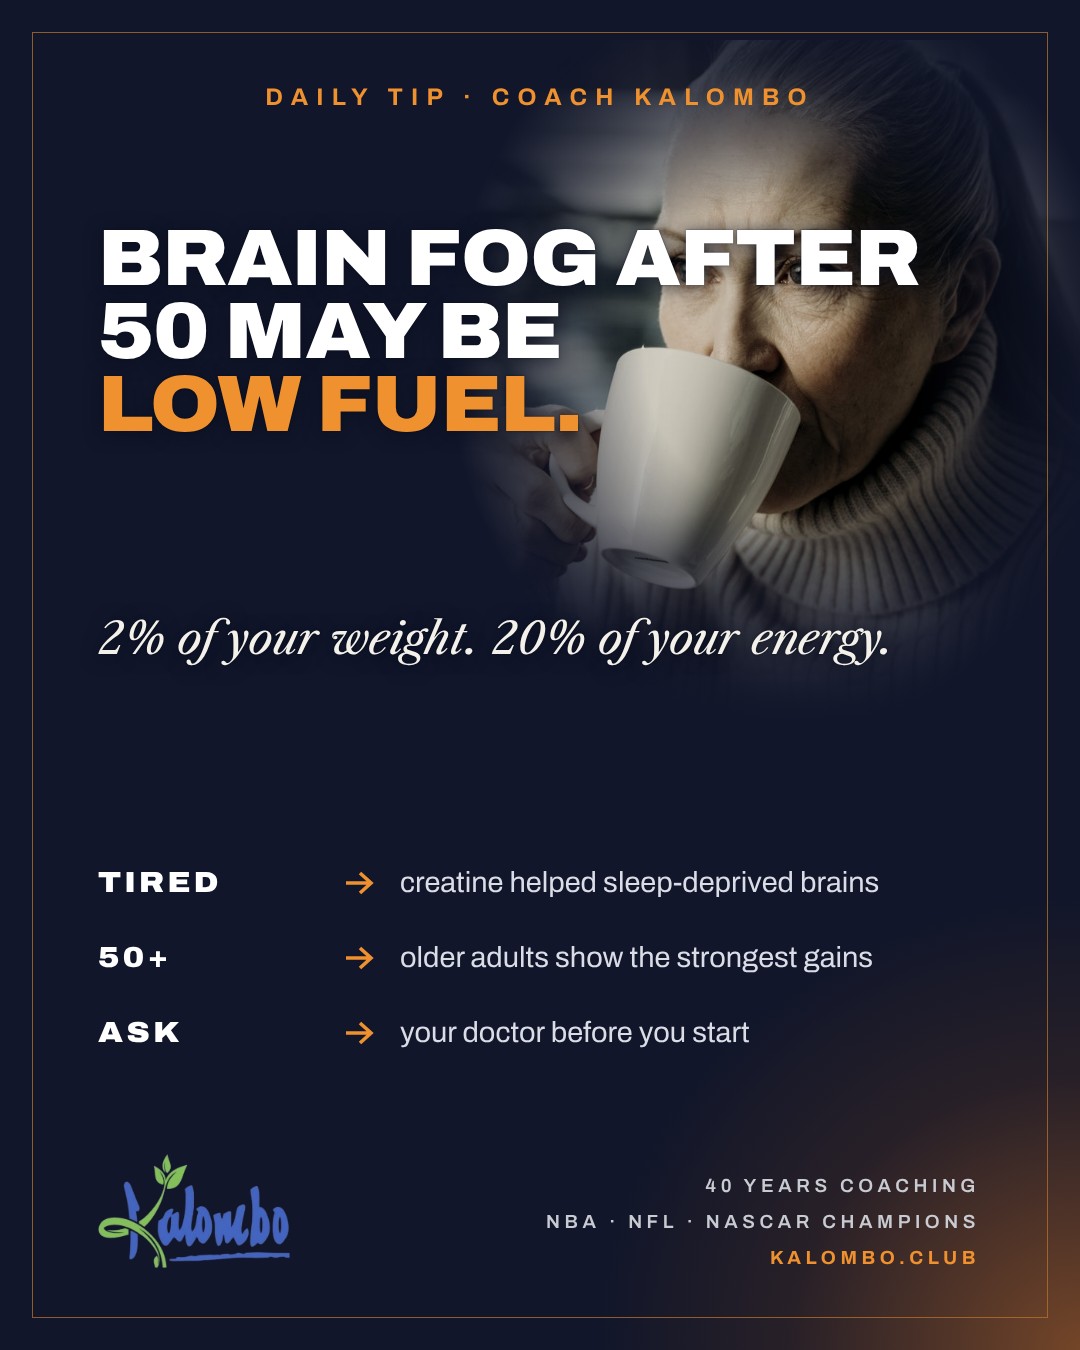 DAILY TIP · COACH KALOMBO
BRAIN FOG AFTER
50 MAY BE
LOW FUEL.
2% of your weight. 20% of your energy.
TIRED → creatine helped sleep-deprived brains
50+ → older adults show the strongest gains
ASK → your doctor before you start
Kalombo
40 YEARS COACHING
NBA · NFL · NASCAR CHAMPIONS
KALOMBO.CLUB